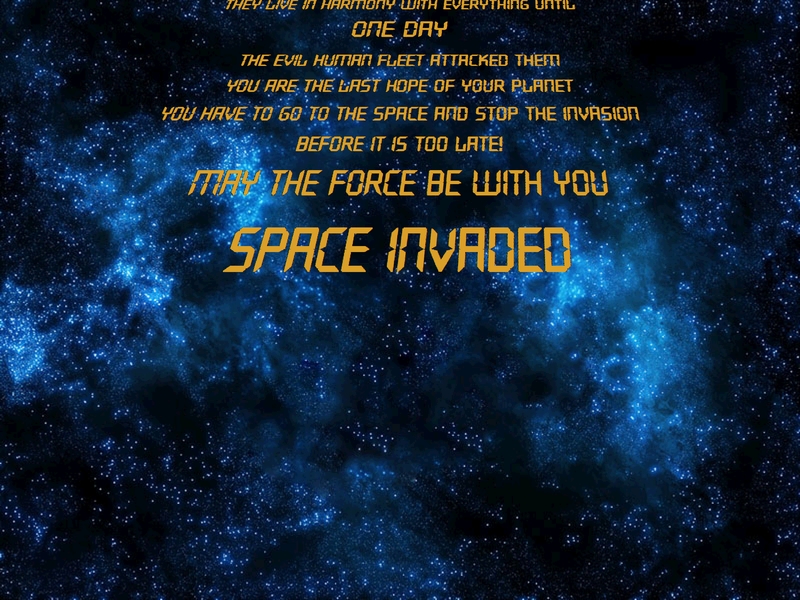 THEY LIVE IN HARMONY WITH EVERYTHING UNTIL
ONE DAY
THE EVIL HUMAN FLEET ATTACKED THEM
YOU ARE THE LAST HOPE OF YOUR PLANET
YOU HAVE TO GO TO THE SPACE AND STOP THE INVASION
BEFORE IT IS TOO LATE!
MAY THE FORCE BE WITH YOU
SPACE INVADED